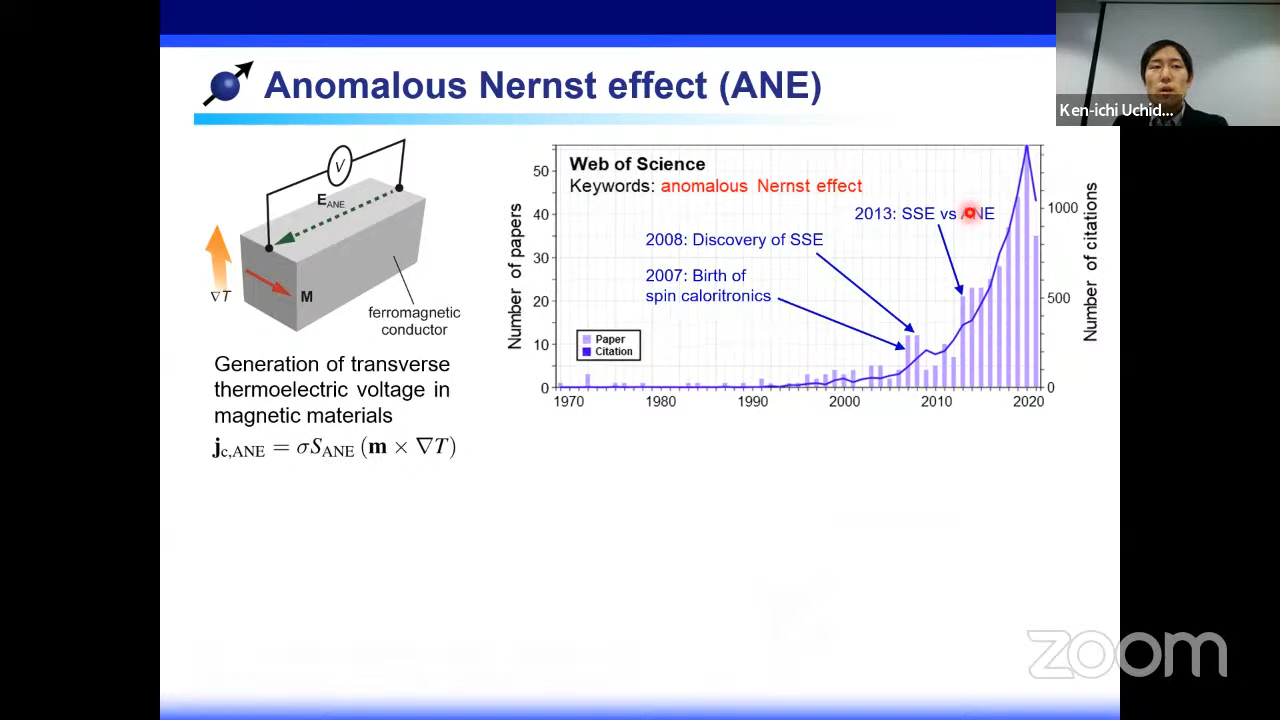 Anomalous Nernst effect (ANE)
Ken-ichi Uchid...
V
E_ANE
∇T
M
ferromagnetic
conductor
Generation of transverse
thermoelectric voltage in
magnetic materials
j_c,ANE = σS_ANE (m × ∇T)
Web of Science
Keywords: anomalous Nernst effect
2013: SSE vs ANE
2008: Discovery of SSE
2007: Birth of
spin caloritronics
Paper
Citation
Number of papers
50
40
30
20
10
0
Number of citations
1000
500
0
1970 1980 1990 2000 2010 2020
zoom